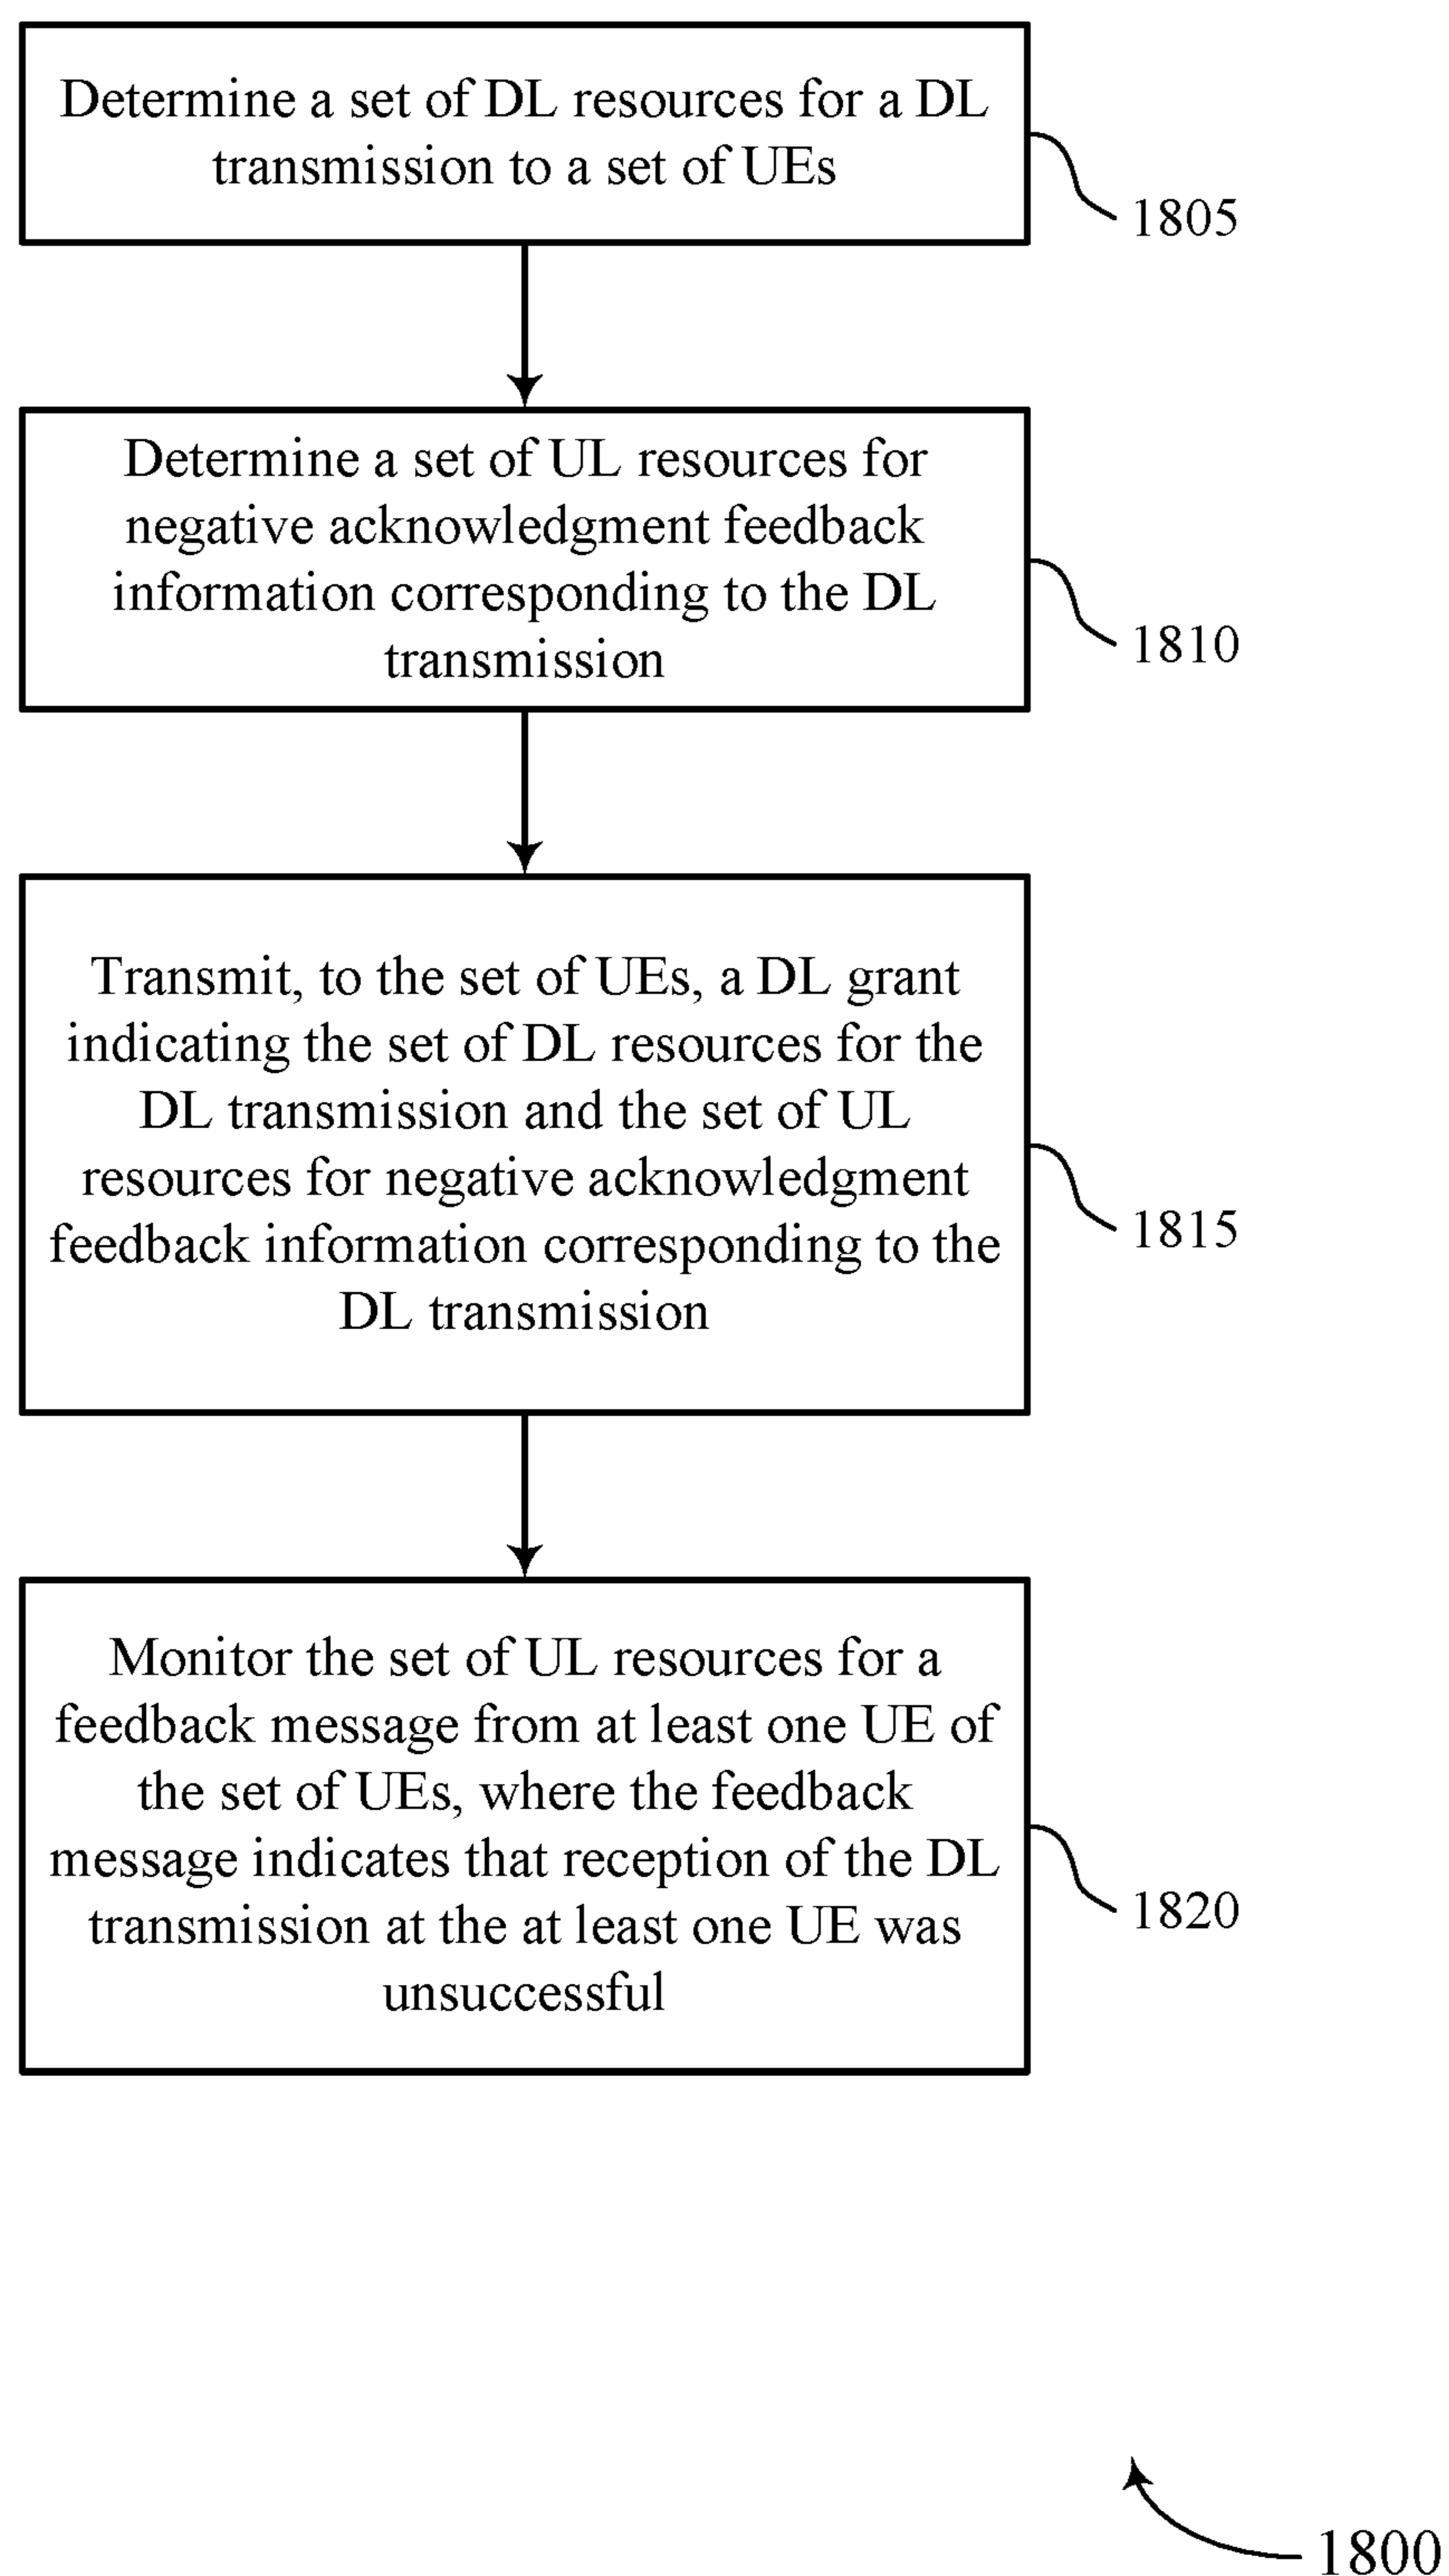 Determine a set of DL resources for a DL
transmission to a set of UEs
1805
Determine a set of UL resources for
negative acknowledgment feedback
information corresponding to the DL
transmission
1810
Transmit, to the set of UEs, a DL grant
indicating the set of DL resources for the
DL transmission and the set of UL
resources for negative acknowledgment
feedback information corresponding to the
DL transmission
1815
Monitor the set of UL resources for a
feedback message from at least one UE of
the set of UEs, where the feedback
message indicates that reception of the DL
transmission at the at least one UE was
unsuccessful
1820
1800